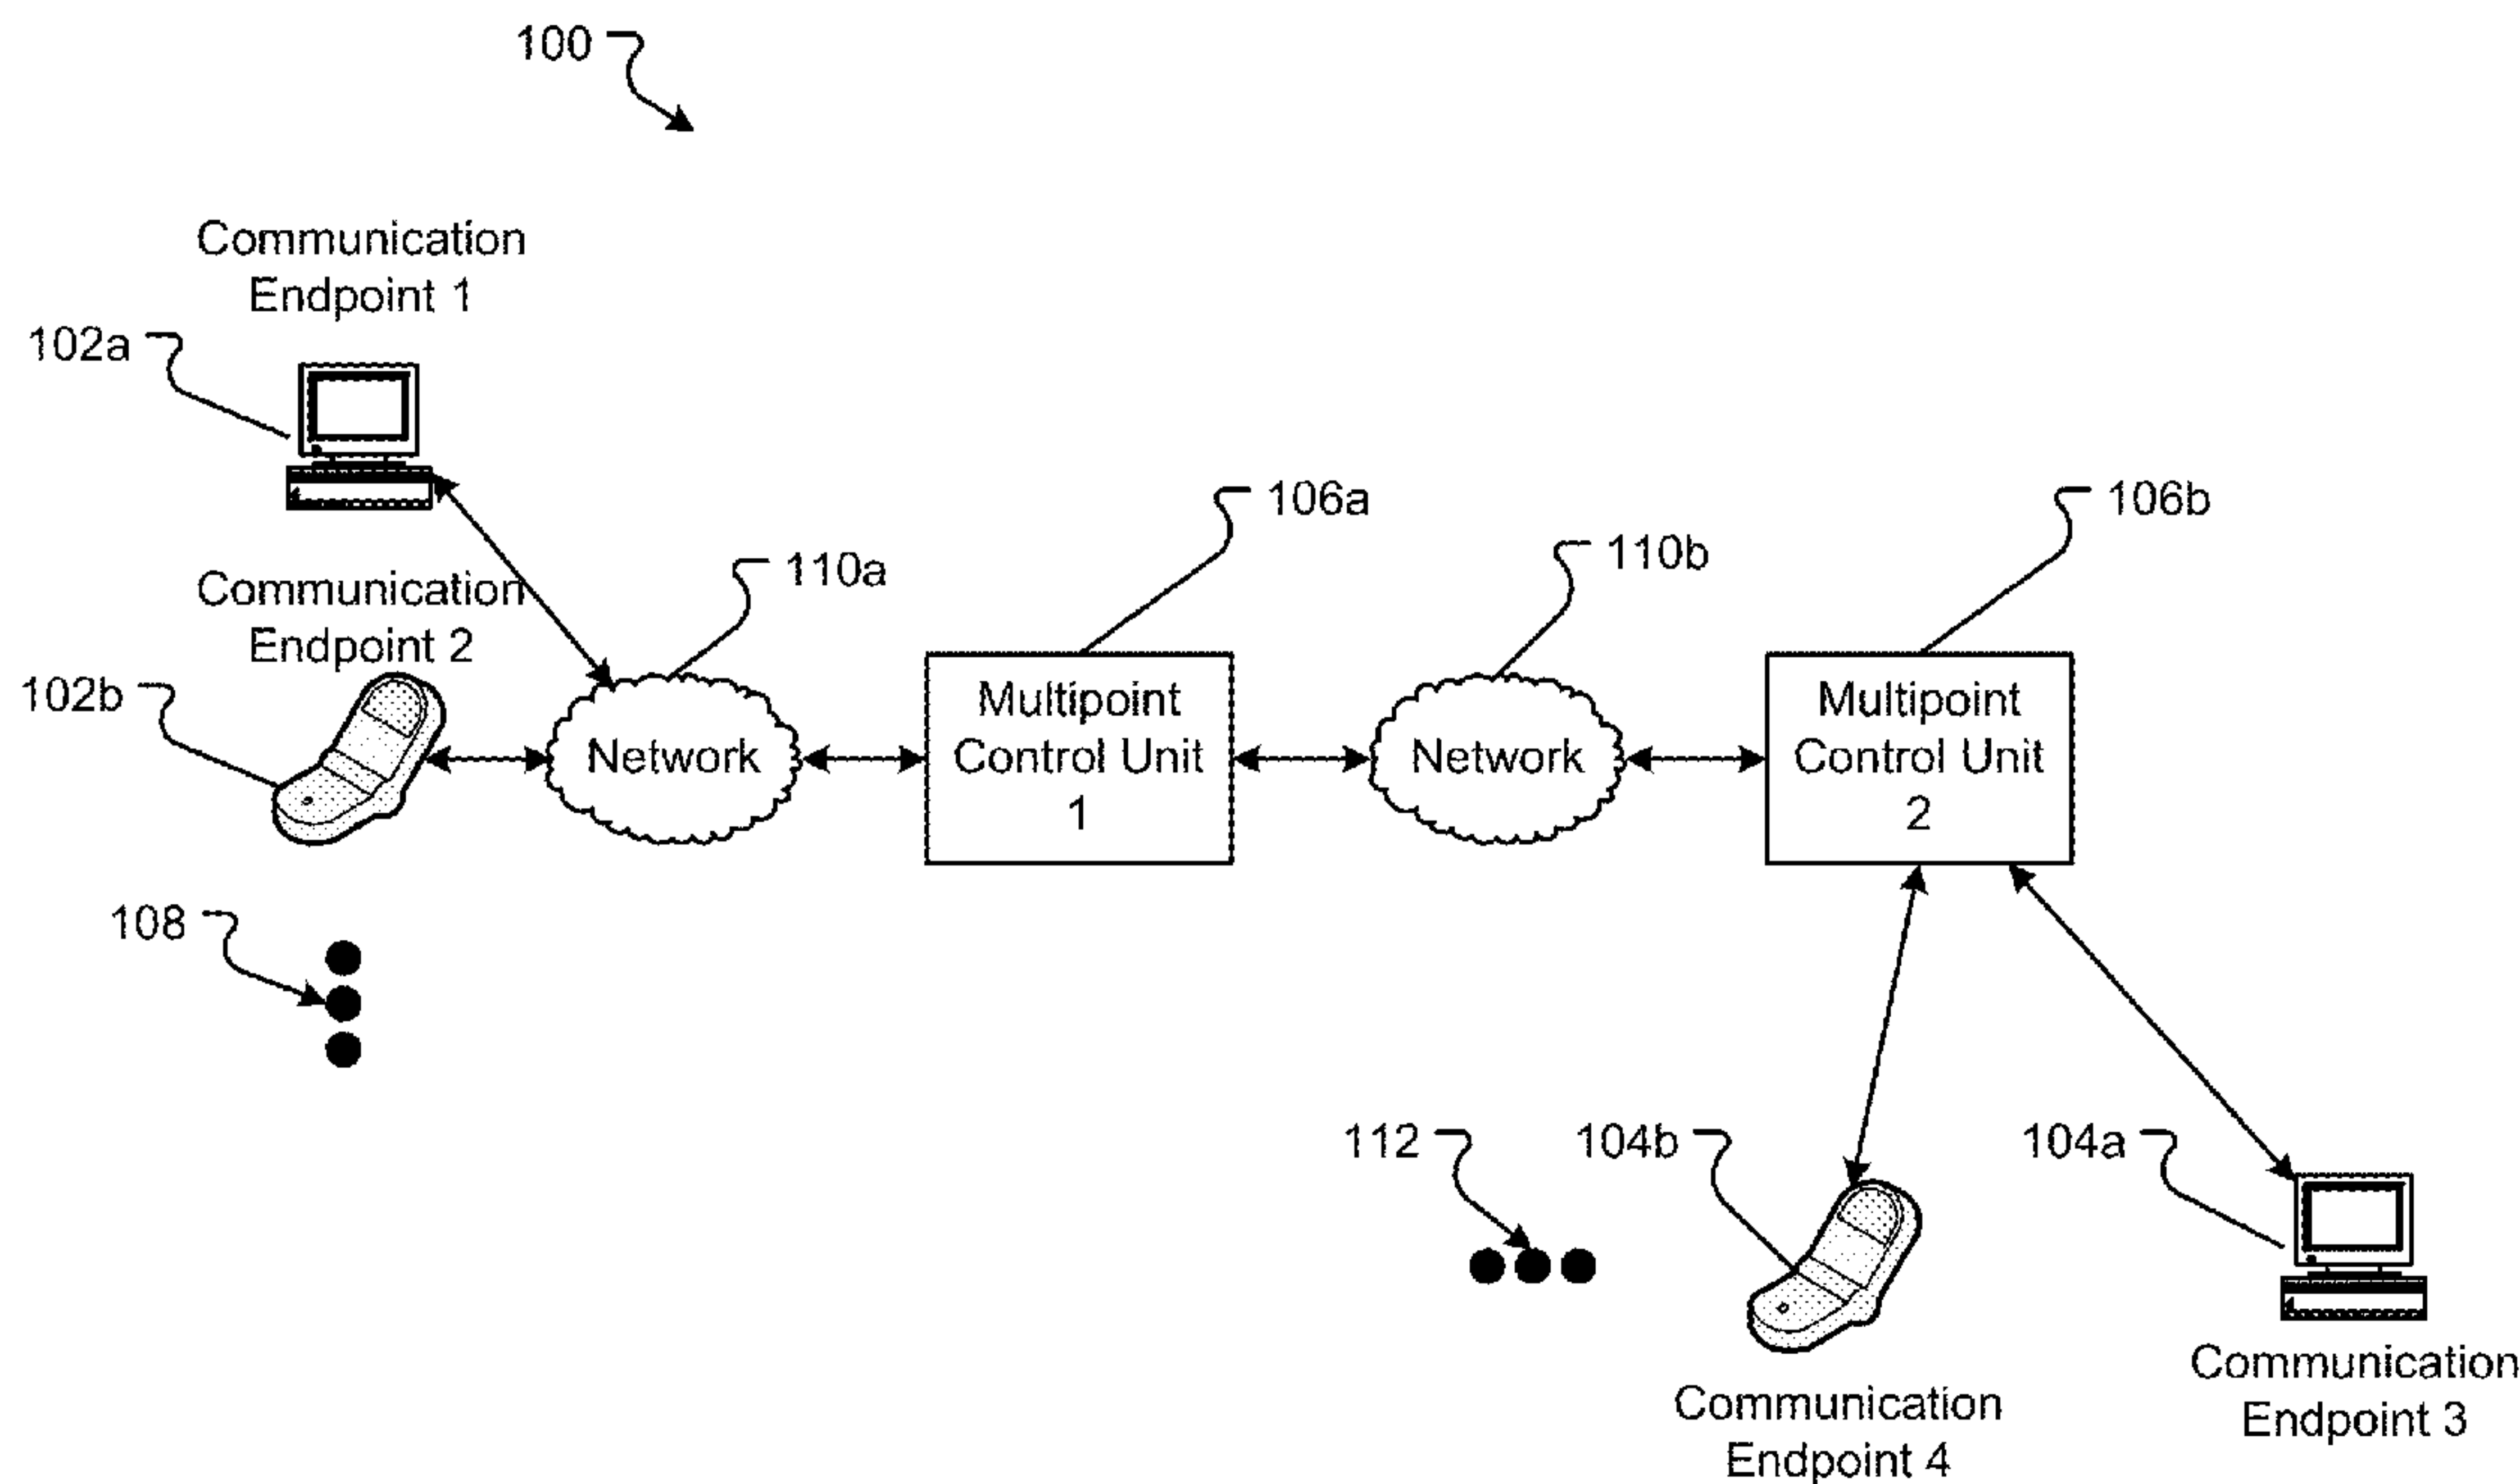 100
Communication
Endpoint 1
102a
106a
106b
110a
110b
Communication
Endpoint 2
102b
Network
Multipoint
Control Unit
1
Network
Multipoint
Control Unit
2
108
112
104b
104a
Communication
Endpoint 3
Communication
Endpoint 4